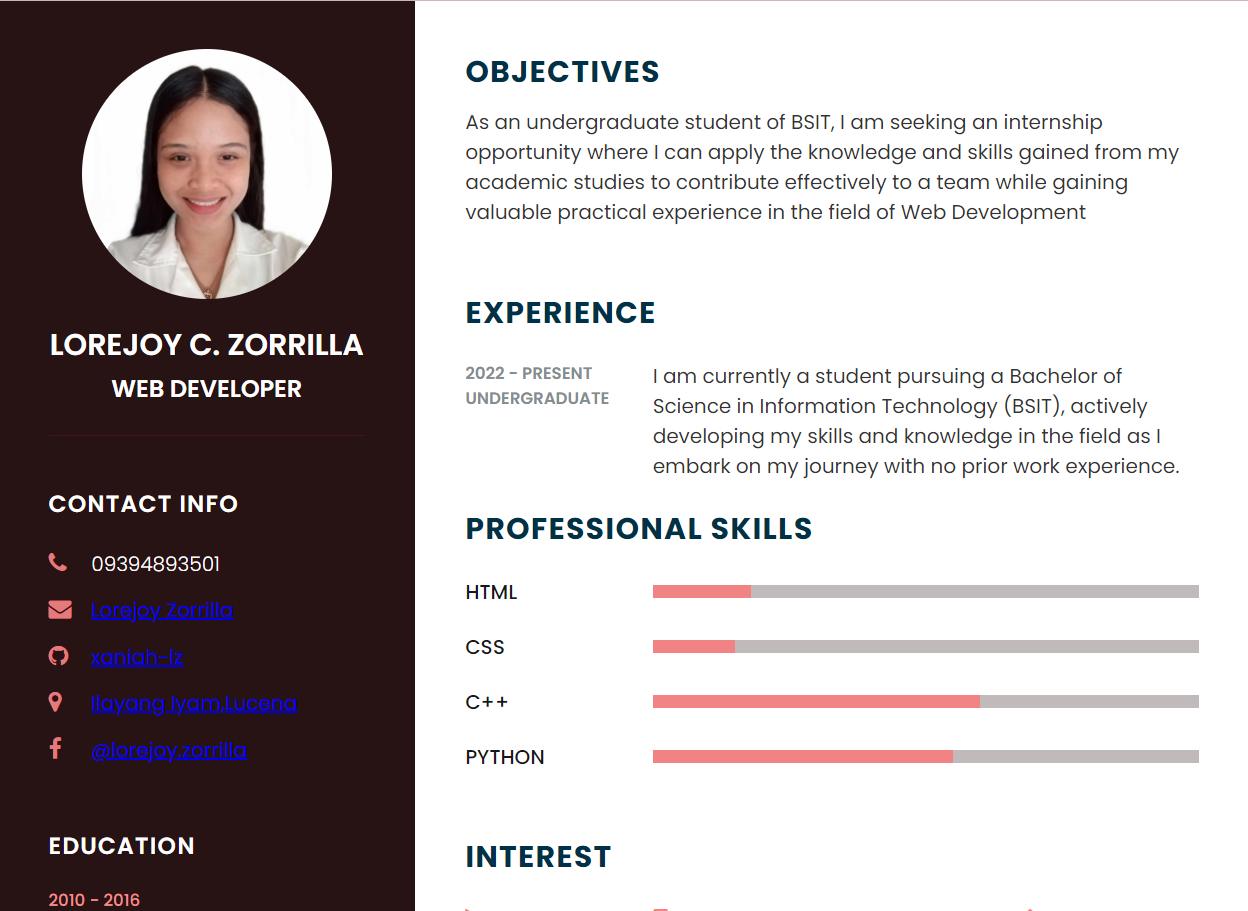 LOREJOY C. ZORRILLA
WEB DEVELOPER
CONTACT INFO
09394893501
Lorejoy Zorrilla
xaniah-lz
Ilayang Iyam,Lucena
@lorejoy.zorrilla
EDUCATION
2010 - 2016
OBJECTIVES
As an undergraduate student of BSIT, I am seeking an internship
opportunity where I can apply the knowledge and skills gained from my
academic studies to contribute effectively to a team while gaining
valuable practical experience in the field of Web Development
EXPERIENCE
2022 - PRESENT
UNDERGRADUATE
I am currently a student pursuing a Bachelor of
Science in Information Technology (BSIT), actively
developing my skills and knowledge in the field as I
embark on my journey with no prior work experience.
PROFESSIONAL SKILLS
HTML
CSS
C++
PYTHON
INTEREST